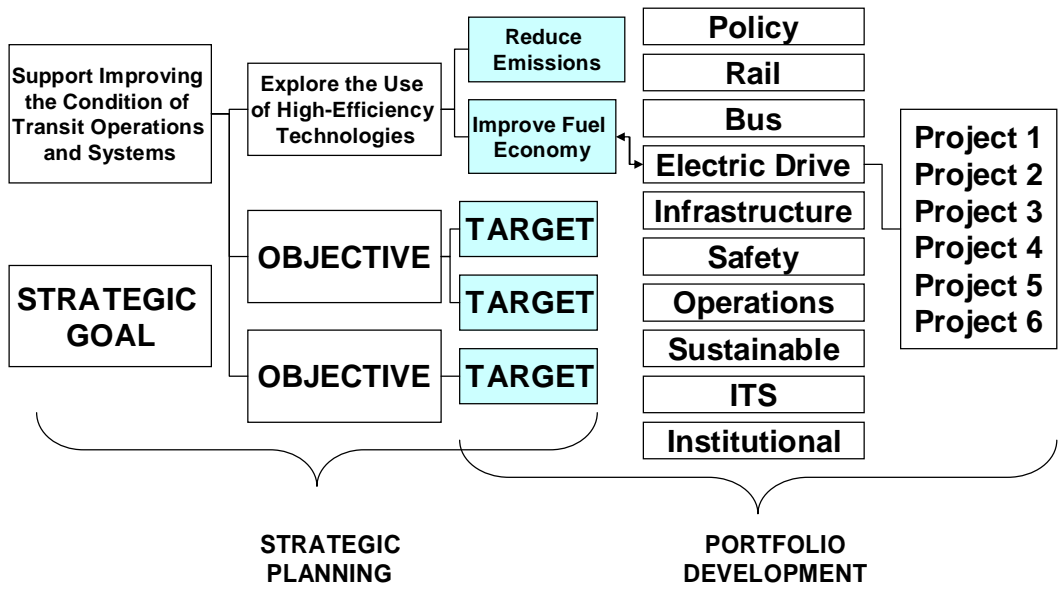 Support Improving
the Condition of
Transit Operations
and Systems
STRATEGIC
GOAL
Explore the Use
of High-Efficiency
Technologies
OBJECTIVE
OBJECTIVE
Reduce
Emissions
Improve Fuel
Economy
TARGET
TARGET
TARGET
Policy
Rail
Bus
Electric Drive
Infrastructure
Safety
Operations
Sustainable
ITS
Institutional
Project 1
Project 2
Project 3
Project 4
Project 5
Project 6
STRATEGIC
PLANNING
PORTFOLIO
DEVELOPMENT